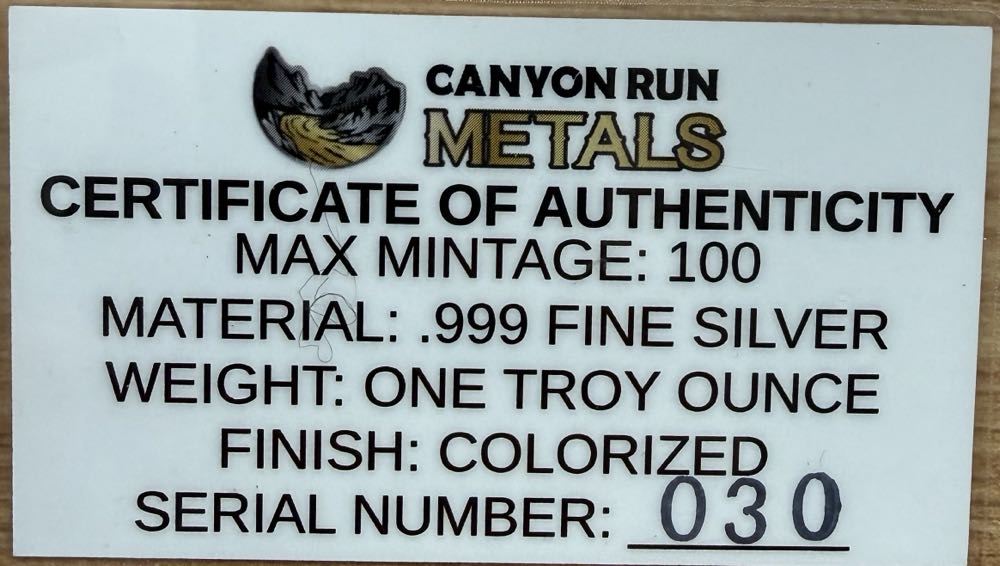 CANYON RUN
METALS
CERTIFICATE OF AUTHENTICITY
MAX MINTAGE: 100
MATERIAL: .999 FINE SILVER
WEIGHT: ONE TROY OUNCE
FINISH: COLORIZED
SERIAL NUMBER: 030